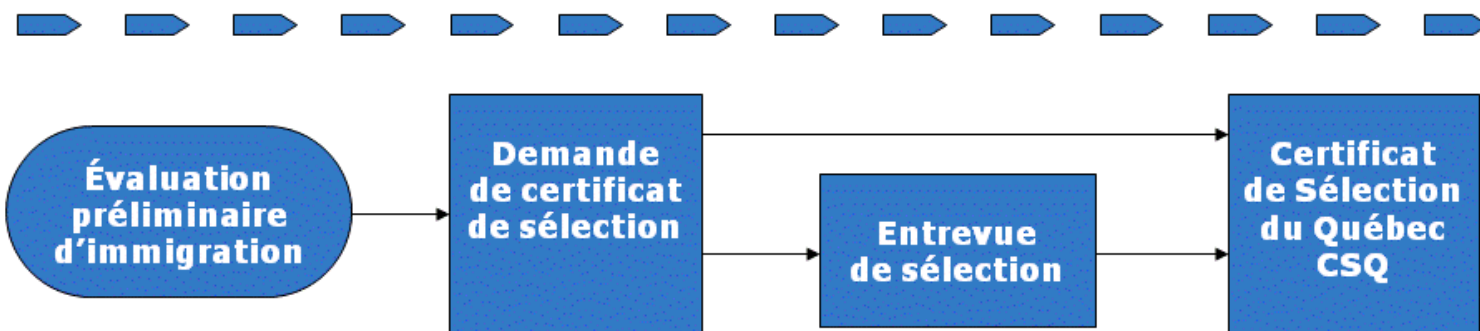 Évaluation
préliminaire
d'immigration
Demande
de certificat
de sélection
Entrevue
de sélection
Certificat
de Sélection
du Québec
CSQ